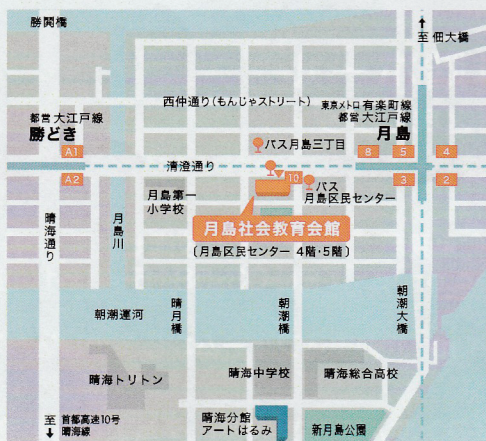 勝鬨橋
至 佃大橋
西仲通り(もんじゃストリート)
東京メトロ 有楽町線
都営 大江戸線
月島
都営 大江戸線
勝どき
バス月島三丁目
A1
8
5
4
清澄通り
10
A2
3
2
バス
月島区民センター
月島第一
小学校
晴海通り
月島川
月島社会教育会館
(月島区民センター 4階・5階)
朝潮運河
晴月橋
朝潮橋
朝潮大橋
晴海トリトン
晴海中学校
晴海総合高校
至 首都高速10号
晴海線
晴海分館
アートはるみ
新月島公園